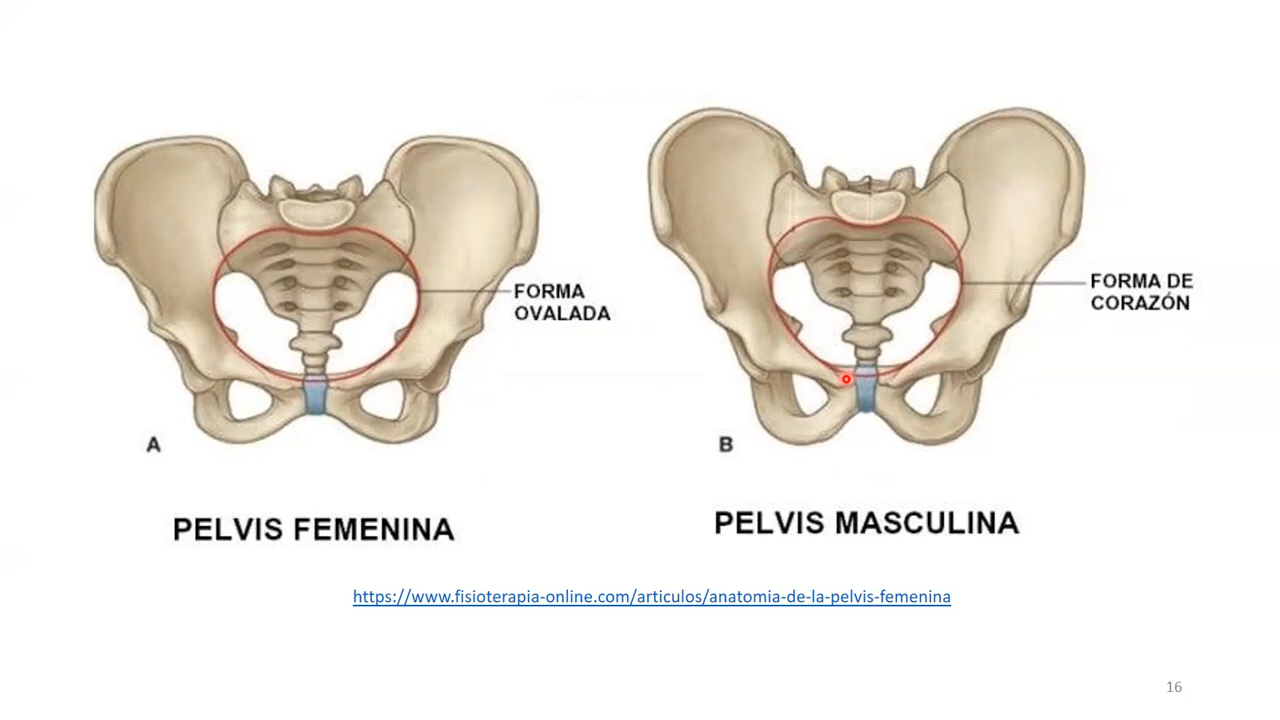 FORMA
OVALADA
FORMA DE
CORAZÓN
A
B
PELVIS FEMENINA
PELVIS MASCULINA
https://www.fisioterapia-online.com/articulos/anatomia-de-la-pelvis-femenina
16